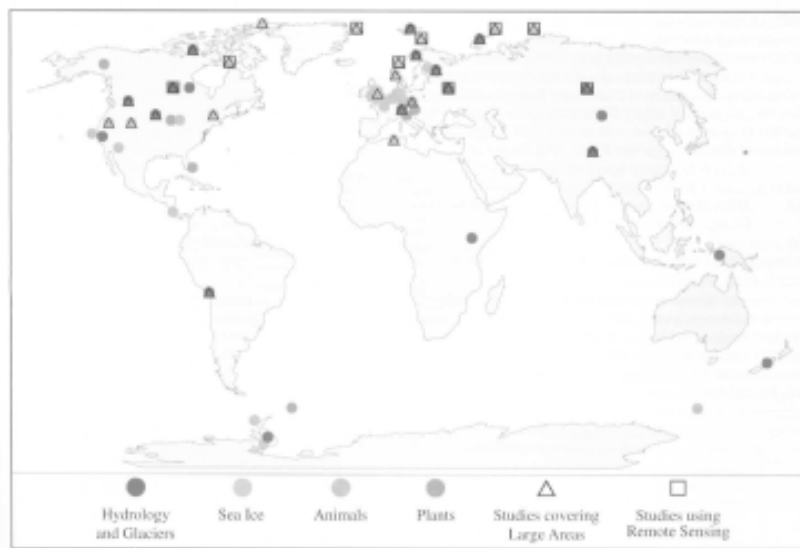 Hydrology
and Glaciers
Sea Ice
Animals
Plants
Studies covering
Large Areas
Studies using
Remote Sensing